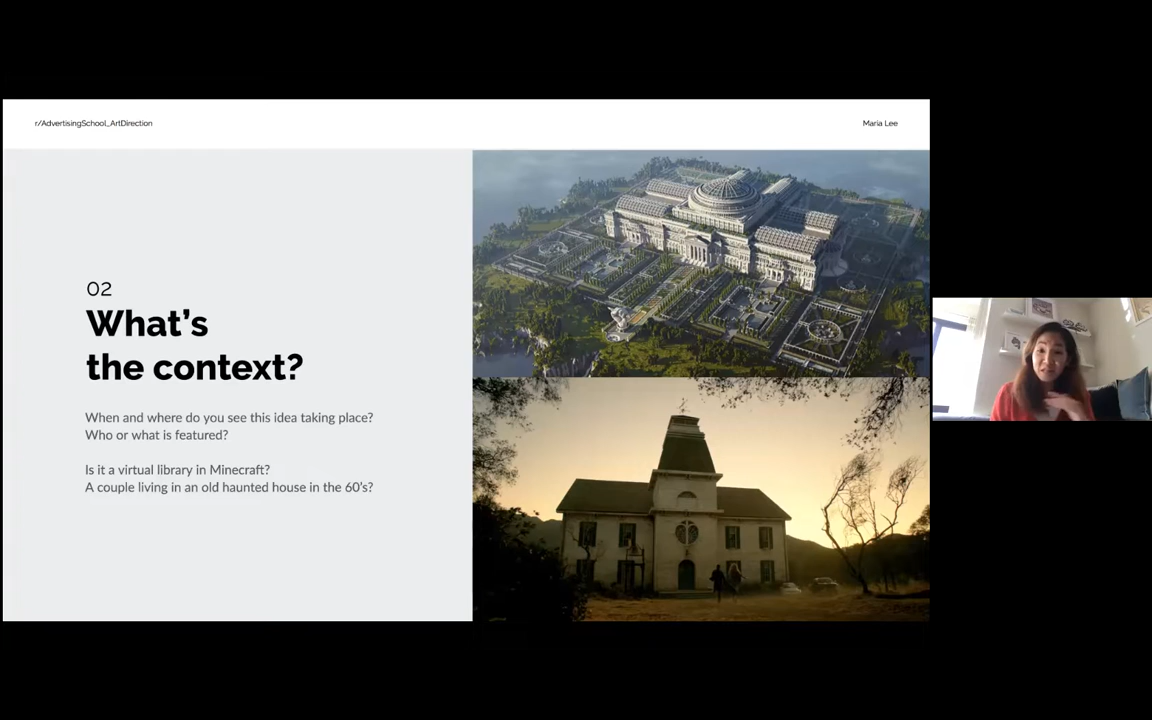 r/AdvertisingSchool_ArtDirection
Maria Lee
02
What’s
the context?
When and where do you see this idea taking place?
Who or what is featured?
Is it a virtual library in Minecraft?
A couple living in an old haunted house in the 60’s?